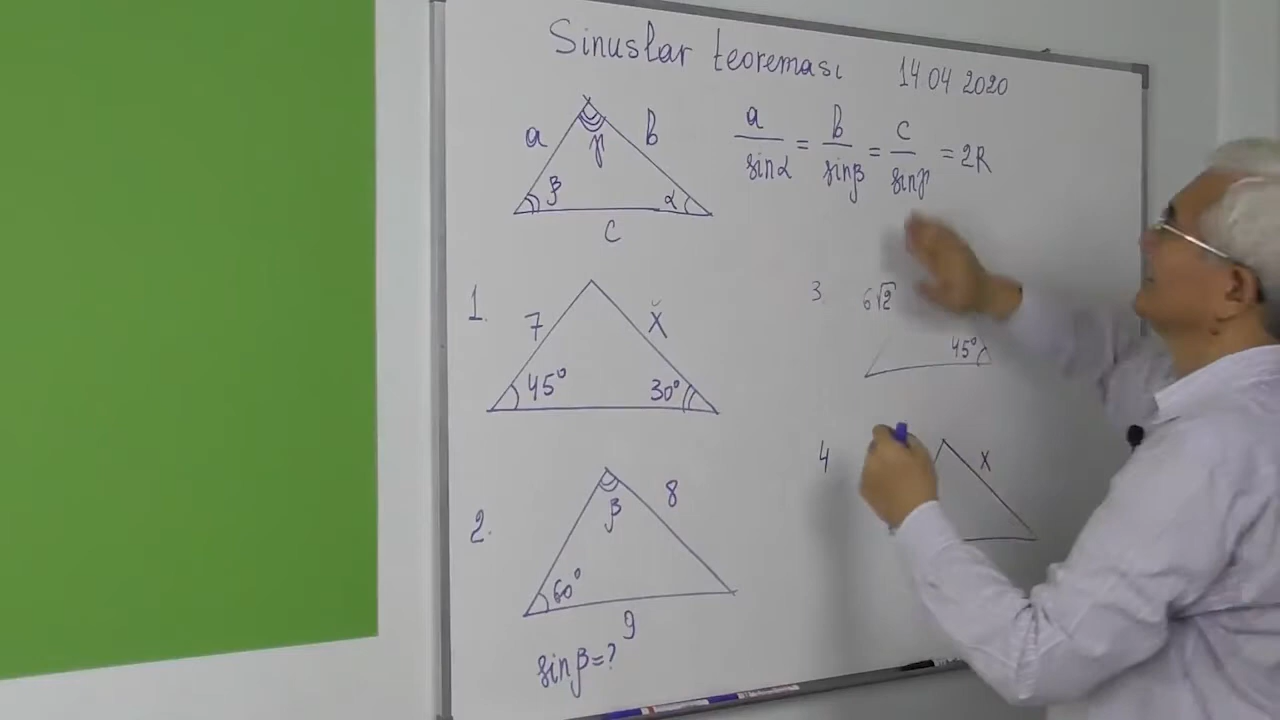 Sinuslar teoreması 14 04 2020
a b γ β α c
a/sinα = b/sinβ = c/sinγ = 2R
1. 7 x 45° 30°
2. β 8 60° 9
sinβ=?
3 6√2 45°
4 x